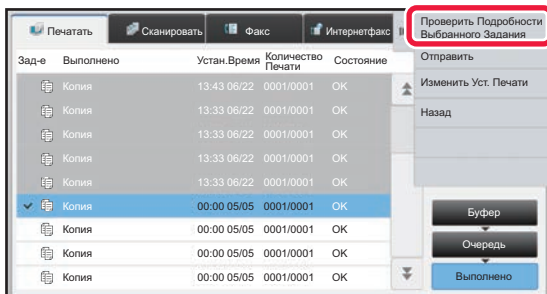 Печатать Сканировать Факс Интернетфакс
Проверить Подробности
Выбранного Задания
Отправить
Изменить Уст. Печати
Назад
Зад-е Выполнено Устан.Время Количество Печати Состояние
Копия 13:43 06/22 0001/0001 OK
Копия 13:33 06/22 0001/0001 OK
Копия 13:33 06/22 0001/0001 OK
Копия 13:33 06/22 0001/0001 OK
Копия 13:33 06/22 0001/0001 OK
Копия 00:00 05/05 0001/0001 OK
Копия 00:00 05/05 0001/0001 OK
Копия 00:00 05/05 0001/0001 OK
Копия 00:00 05/05 0001/0001 OK
Буфер
Очередь
Выполнено